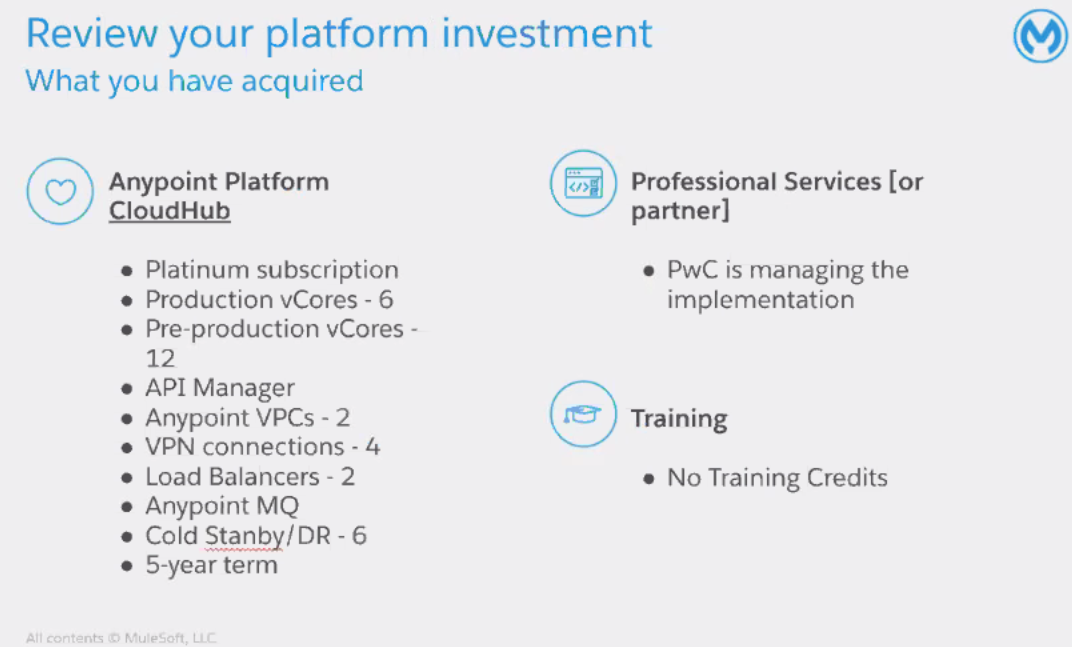 Review your platform investment
What you have acquired
Anypoint Platform
CloudHub
● Platinum subscription
● Production vCores - 6
● Pre-production vCores -
12
● API Manager
● Anypoint VPCs - 2
● VPN connections - 4
● Load Balancers - 2
● Anypoint MQ
● Cold Stanby/DR - 6
● 5-year term
Professional Services [or
partner]
● PwC is managing the
implementation
Training
● No Training Credits
All contents © MuleSoft, LLC